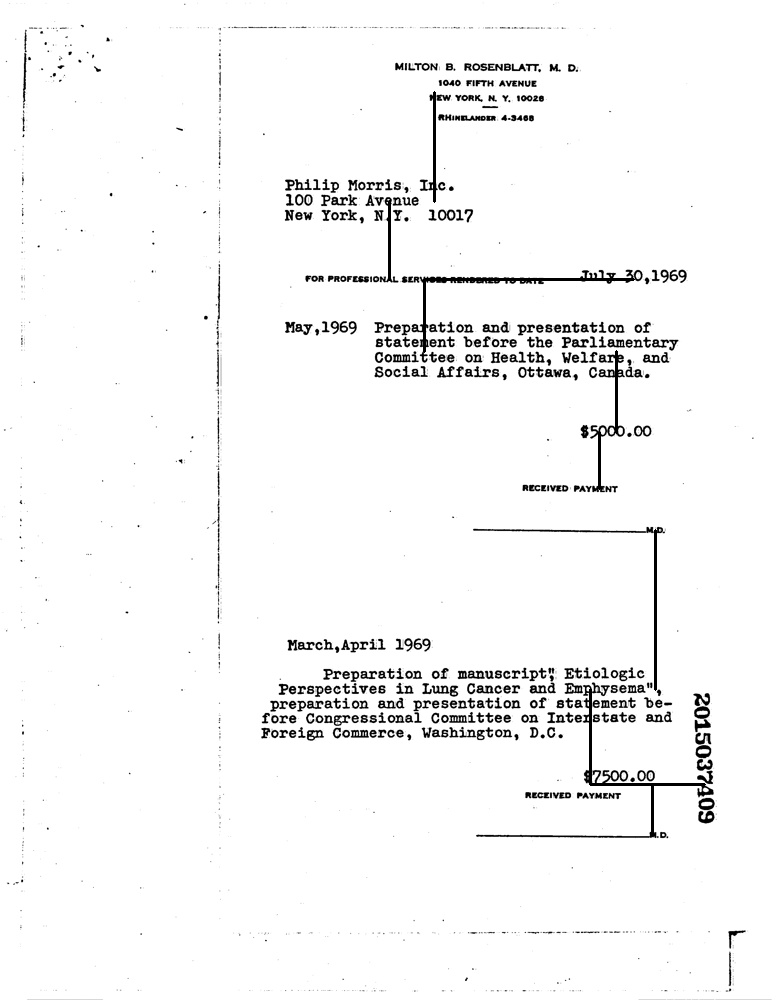 MILTON B. ROSENBLATT, M. D.
1040 FIFTH AVENUE
NEW YORK, N. Y. 10028
RHINELANDER 4-3468
Philip Morris, Inc.
100 Park Avenue
New York, N.Y. 10017
FOR PROFESSIONAL SERVICES RENDERED TO DATE July 30,1969
May,1969 Preparation and presentation of
statement before the Parliamentary
Committee on Health, Welfare, and
Social Affairs, Ottawa, Canada.
$5000.00
RECEIVED PAYMENT
M.D.
March,April 1969
Preparation of manuscript" Etiologic
Perspectives in Lung Cancer and Emphysema",
preparation and presentation of statement be-
fore Congressional Committee on Interstate and
Foreign Commerce, Washington, D.C.
$7500.00
RECEIVED PAYMENT
M.D.
2015037409